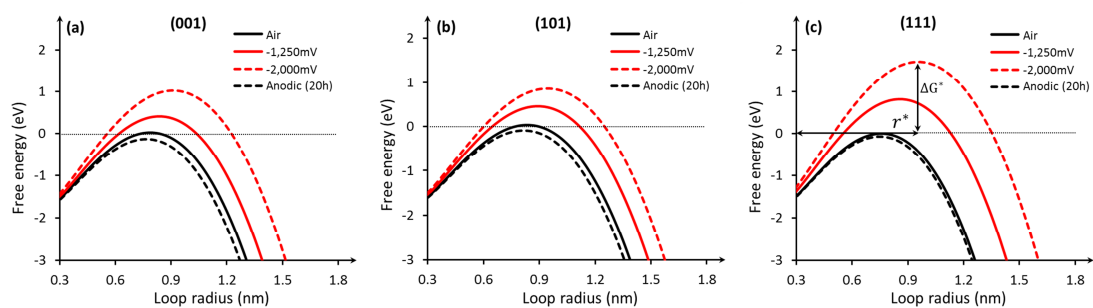 (a)
(001)
Air
-1,250mV
-2,000mV
Anodic (20h)
2
1
0
-1
-2
-3
0.3
0.6
0.9
1.2
1.5
1.8
Free energy (eV)
Loop radius (nm)
(b)
(101)
Air
-1,250mV
-2,000mV
Anodic (20h)
2
1
0
-1
-2
-3
0.3
0.6
0.9
1.2
1.5
1.8
Free energy (eV)
Loop radius (nm)
(c)
(111)
Air
-1,250mV
-2,000mV
Anodic (20h)
ΔG*
r*
2
1
0
-1
-2
-3
0.3
0.6
0.9
1.2
1.5
1.8
Free energy (eV)
Loop radius (nm)